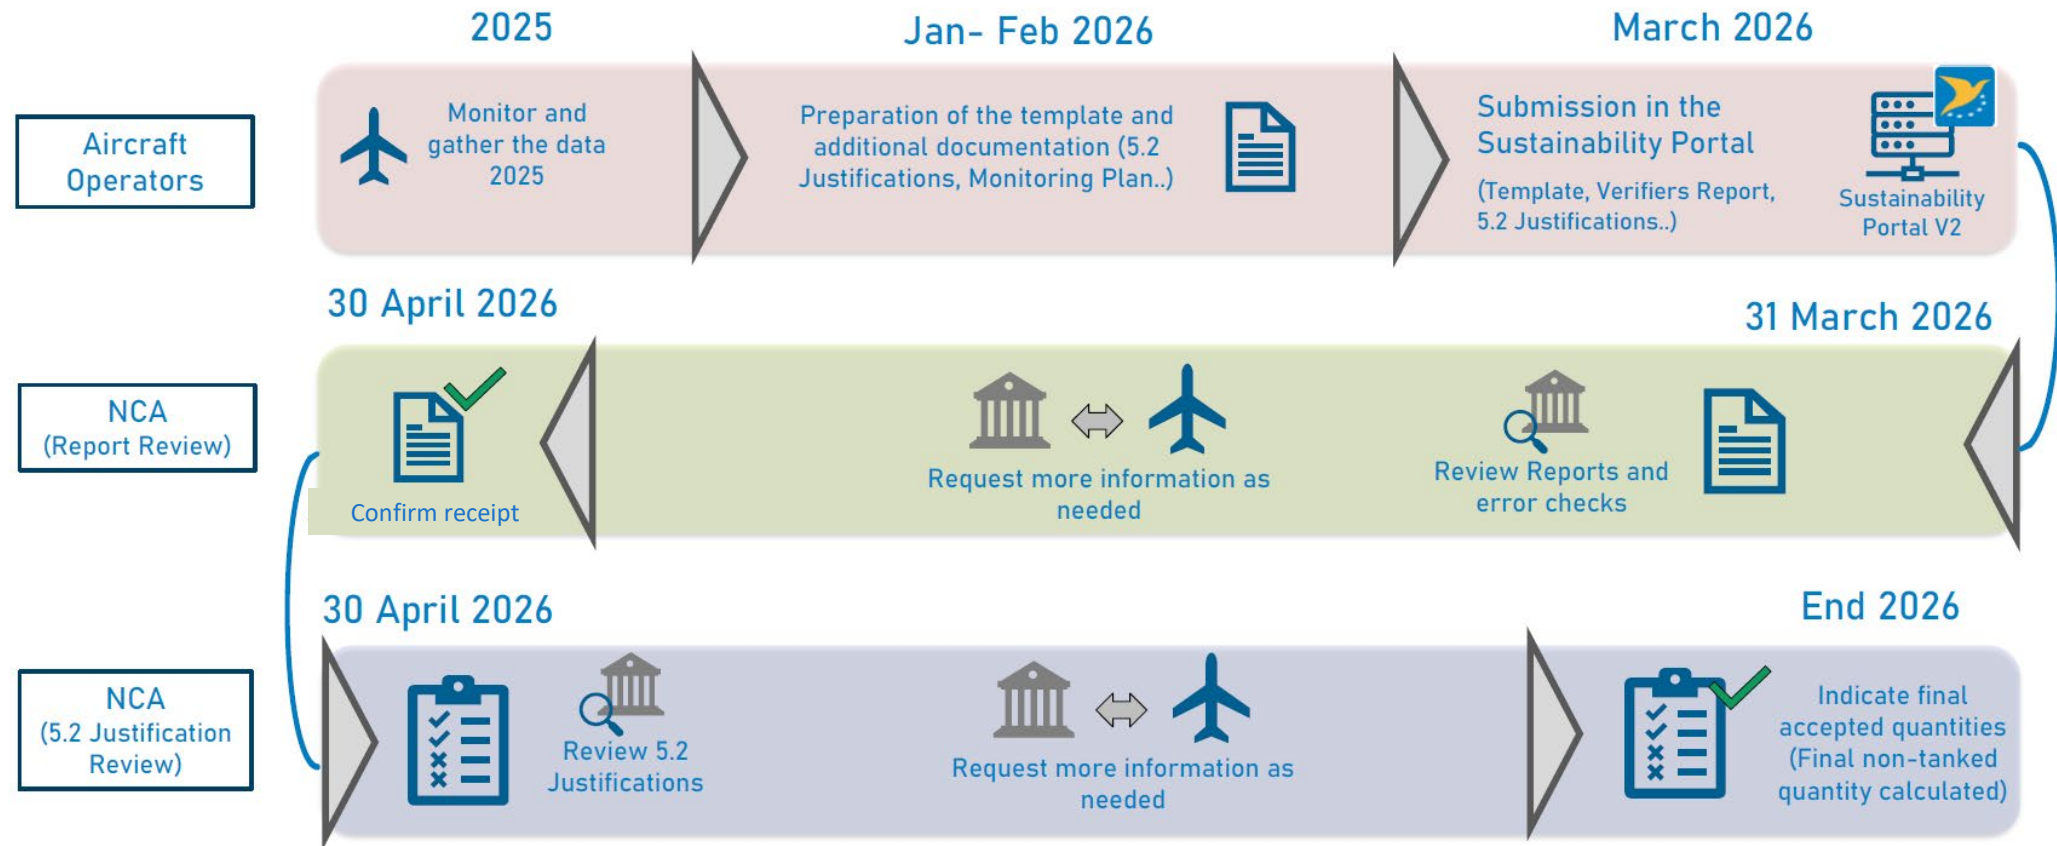 2025
Jan- Feb 2026
March 2026
Aircraft
Operators
Monitor and
gather the data
2025
Preparation of the template and
additional documentation (5.2
Justifications, Monitoring Plan..)
Submission in the
Sustainability Portal
(Template, Verifiers Report,
5.2 Justifications..)
Sustainability
Portal V2
30 April 2026
31 March 2026
NCA
(Report Review)
Confirm receipt
Request more information as
needed
Review Reports and
error checks
30 April 2026
End 2026
NCA
(5.2 Justification
Review)
Review 5.2
Justifications
Request more information as
needed
Indicate final
accepted quantities
(Final non-tanked
quantity calculated)